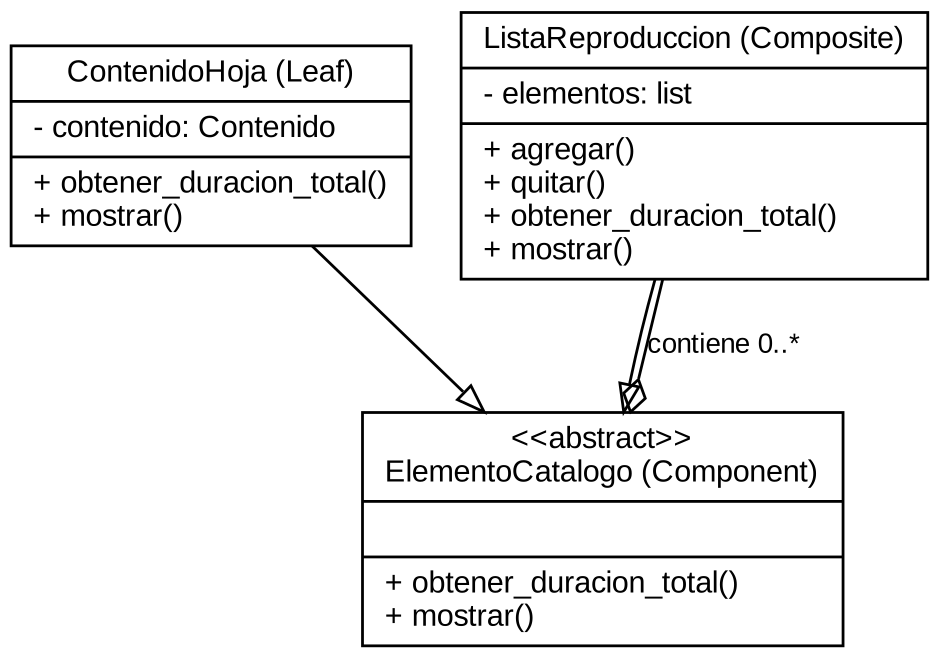 ContenidoHoja (Leaf)
- contenido: Contenido
+ obtener_duracion_total()
+ mostrar()
ListaReproduccion (Composite)
- elementos: list
+ agregar()
+ quitar()
+ obtener_duracion_total()
+ mostrar()
contiene 0..*
<<abstract>>
ElementoCatalogo (Component)
+ obtener_duracion_total()
+ mostrar()